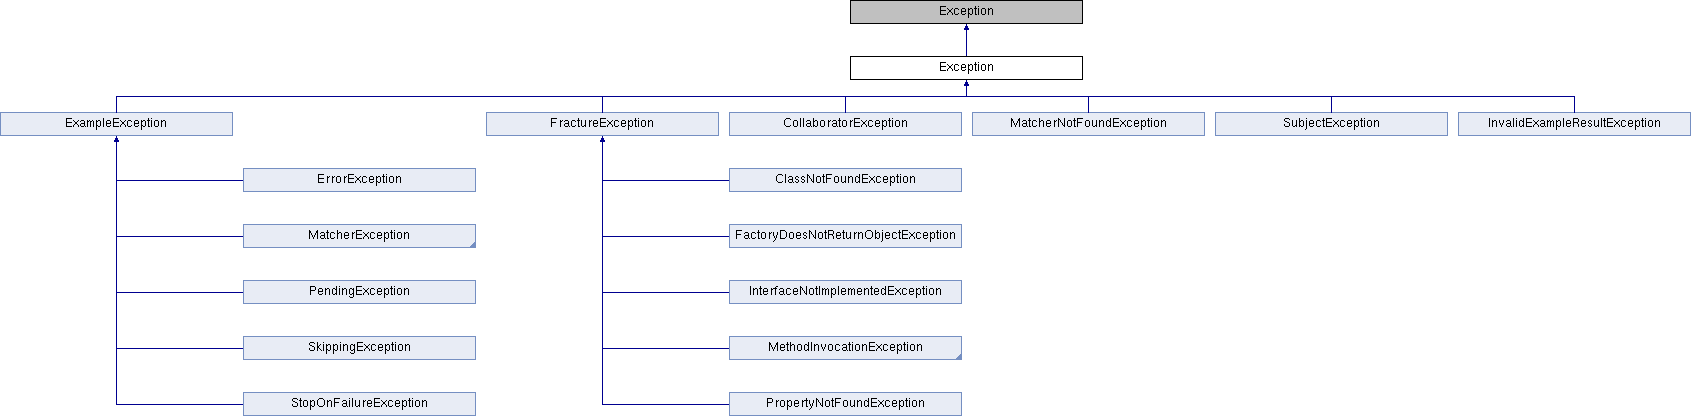 Exception
Exception
ExampleException
FractureException
CollaboratorException
MatcherNotFoundException
SubjectException
InvalidExampleResultException
ErrorException
ClassNotFoundException
MatcherException
FactoryDoesNotReturnObjectException
PendingException
InterfaceNotImplementedException
SkippingException
MethodInvocationException
StopOnFailureException
PropertyNotFoundException